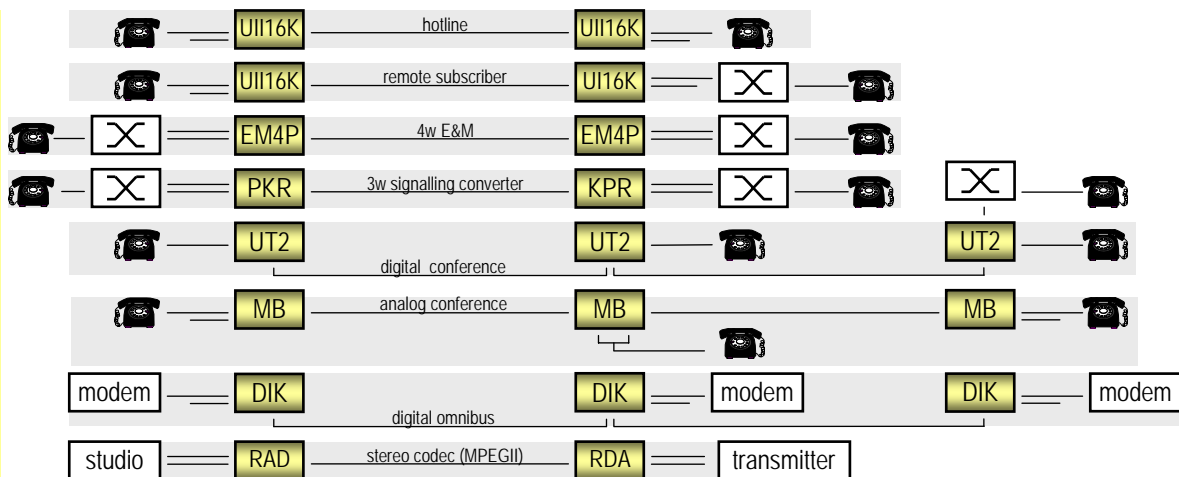 UII16K hotline UII16K
UII16K remote subscriber UI16K
EM4P 4w E&M EM4P
PKR 3w signalling converter KPR
UT2 UT2 UT2
digital conference
MB analog conference MB MB
modem DIK DIK modem DIK modem
digital omnibus
studio RAD stereo codec (MPEGII) RDA transmitter